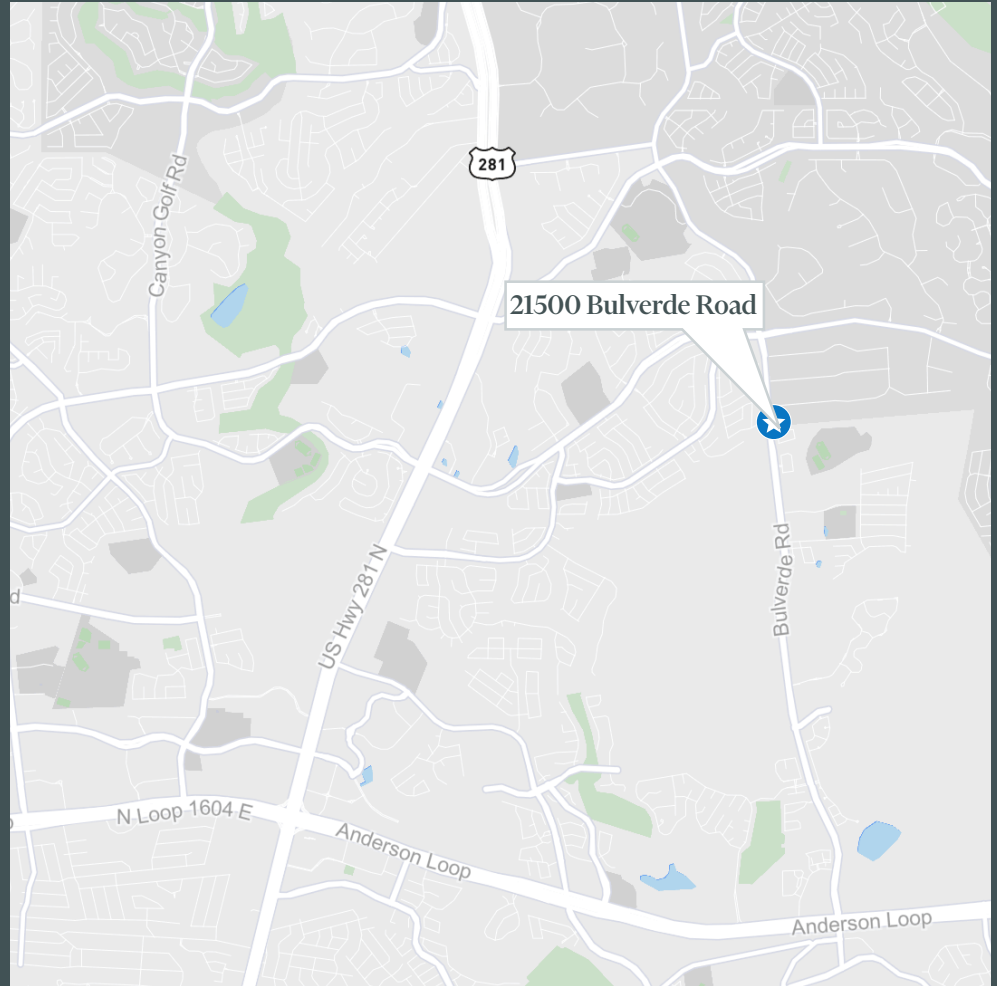 281
Canyon Golf Rd
21500 Bulverde Road
Bulverde Rd
US Hwy 281 N
d
N Loop 1604 E
Anderson Loop
Anderson Loop